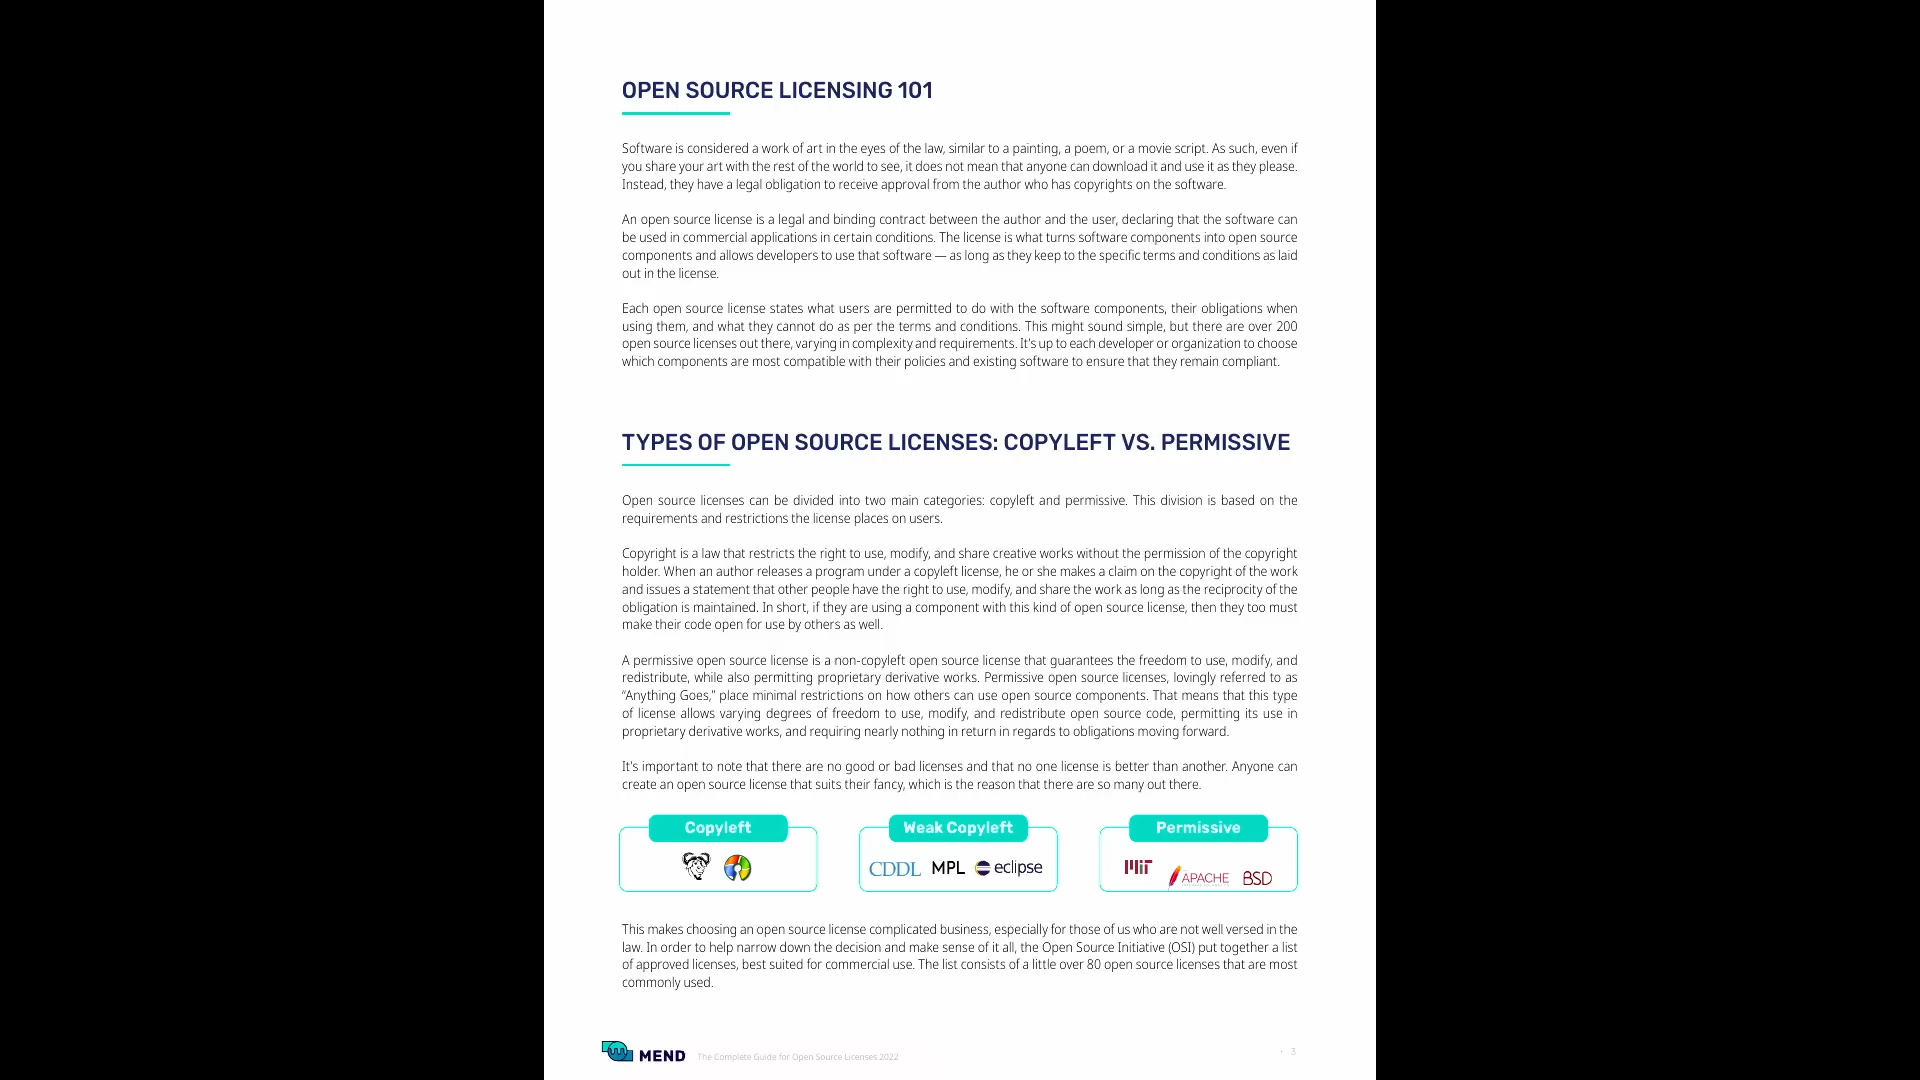 OPEN SOURCE LICENSING 101
Software is considered a work of art in the eyes of the law, similar to a painting, a poem, or a movie script. As such, even if
you share your art with the rest of the world to see, it does not mean that anyone can download it and use it as they please.
Instead, they have a legal obligation to receive approval from the author who has copyrights on the software.
An open source license is a legal and binding contract between the author and the user, declaring that the software can
be used in commercial applications in certain conditions. The license is what turns software components into open source
components and allows developers to use that software — as long as they keep to the specific terms and conditions as laid
out in the license.
Each open source license states what users are permitted to do with the software components, their obligations when
using them, and what they cannot do as per the terms and conditions. This might sound simple, but there are over 200
open source licenses out there, varying in complexity and requirements. It's up to each developer or organization to choose
which components are most compatible with their policies and existing software to ensure that they remain compliant.
TYPES OF OPEN SOURCE LICENSES: COPYLEFT VS. PERMISSIVE
Open source licenses can be divided into two main categories: copyleft and permissive. This division is based on the
requirements and restrictions the license places on users.
Copyright is a law that restricts the right to use, modify, and share creative works without the permission of the copyright
holder. When an author releases a program under a copyleft license, he or she makes a claim on the copyright of the work
and issues a statement that other people have the right to use, modify, and share the work as long as the reciprocity of the
obligation is maintained. In short, if they are using a component with this kind of open source license, then they too must
make their code open for use by others as well.
A permissive open source license is a non-copyleft open source license that guarantees the freedom to use, modify, and
redistribute, while also permitting proprietary derivative works. Permissive open source licenses, lovingly referred to as
“Anything Goes,” place minimal restrictions on how others can use open source components. That means that this type
of license allows varying degrees of freedom to use, modify, and redistribute open source code, permitting its use in
proprietary derivative works, and requiring nearly nothing in return in regards to obligations moving forward.
It's important to note that there are no good or bad licenses and that no one license is better than another. Anyone can
create an open source license that suits their fancy, which is the reason that there are so many out there.
Copyleft Weak Copyleft Permissive
CDDL MPL eclipse MIT APACHE BSD
This makes choosing an open source license complicated business, especially for those of us who are not well versed in the
law. In order to help narrow down the decision and make sense of it all, the Open Source Initiative (OSI) put together a list
of approved licenses, best suited for commercial use. The list consists of a little over 80 open source licenses that are most
commonly used.
MEND The Complete Guide for Open Source Licenses 2022 • 3